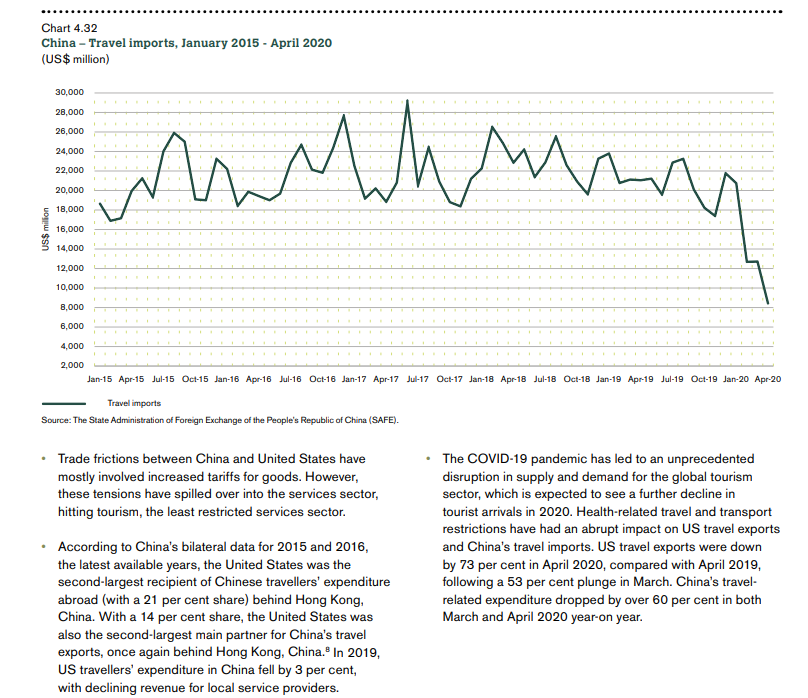 Chart 4.32
China – Travel imports, January 2015 - April 2020
(US$ million)
30,000
28,000
26,000
24,000
22,000
20,000
18,000
16,000
14,000
12,000
10,000
8,000
6,000
4,000
2,000
US$ million
Jan-15 Apr-15 Jul-15 Oct-15 Jan-16 Apr-16 Jul-16 Oct-16 Jan-17 Apr-17 Jul-17 Oct-17 Jan-18 Apr-18 Jul-18 Oct-18 Jan-19 Apr-19 Jul-19 Oct-19 Jan-20 Apr-20
Travel imports
Source: The State Administration of Foreign Exchange of the People's Republic of China (SAFE).
• Trade frictions between China and United States have
mostly involved increased tariffs for goods. However,
these tensions have spilled over into the services sector,
hitting tourism, the least restricted services sector.
• According to China's bilateral data for 2015 and 2016,
the latest available years, the United States was the
second-largest recipient of Chinese travellers' expenditure
abroad (with a 21 per cent share) behind Hong Kong,
China. With a 14 per cent share, the United States was
also the second-largest main partner for China's travel
exports, once again behind Hong Kong, China.⁸ In 2019,
US travellers' expenditure in China fell by 3 per cent,
with declining revenue for local service providers.
• The COVID-19 pandemic has led to an unprecedented
disruption in supply and demand for the global tourism
sector, which is expected to see a further decline in
tourist arrivals in 2020. Health-related travel and transport
restrictions have had an abrupt impact on US travel exports
and China's travel imports. US travel exports were down
by 73 per cent in April 2020, compared with April 2019,
following a 53 per cent plunge in March. China's travel-
related expenditure dropped by over 60 per cent in both
March and April 2020 year-on year.